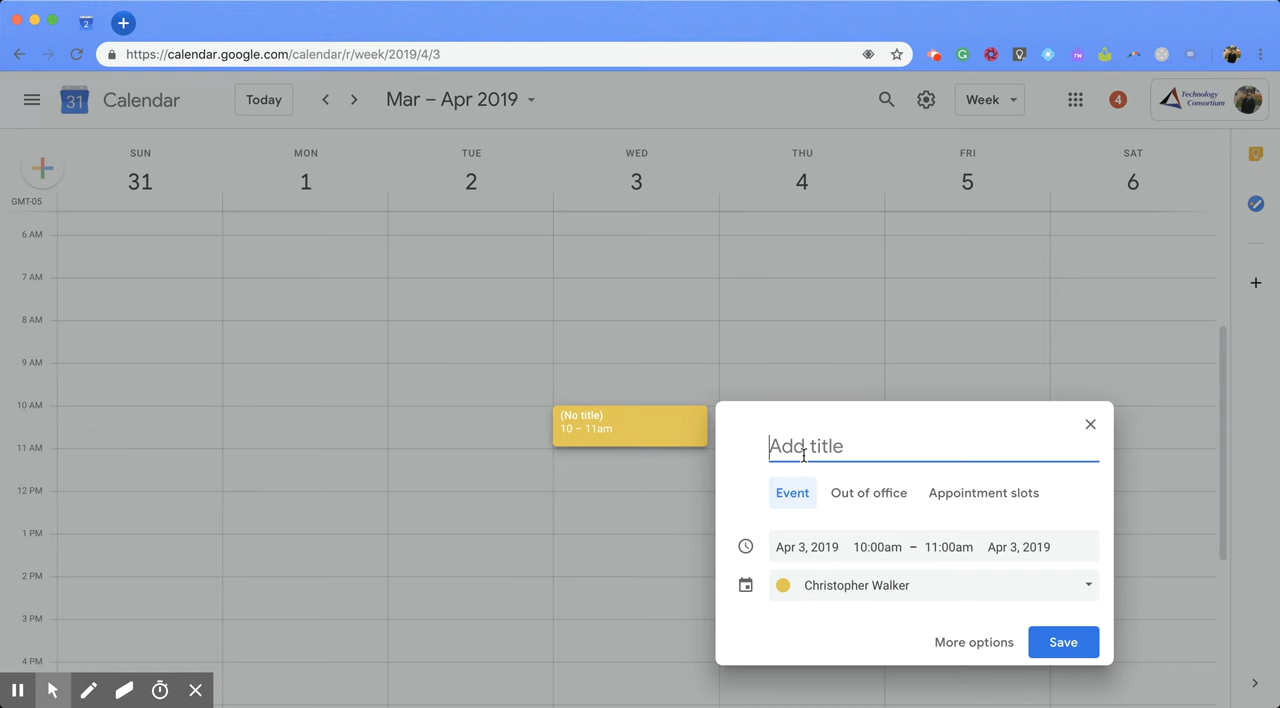 2
https://calendar.google.com/calendar/r/week/2019/4/3
31
Calendar
Today
Mar – Apr 2019
Week
4
Technology
Consortium
SUN MON TUE WED THU FRI SAT
31 1 2 3 4 5 6
GMT-05
6 AM
7 AM
8 AM
9 AM
10 AM
(No title)
10 – 11am
11 AM
12 PM
1 PM
2 PM
3 PM
4 PM
Add title
Event Out of office Appointment slots
Apr 3, 2019 10:00am – 11:00am Apr 3, 2019
Christopher Walker
More options Save